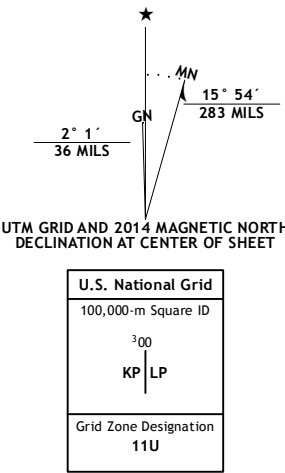 ★
MN
15° 54´
283 MILS
GN
2° 1´
36 MILS
UTM GRID AND 2014 MAGNETIC NORTH
DECLINATION AT CENTER OF SHEET
U.S. National Grid
100,000-m Square ID
³00
KP LP
Grid Zone Designation
11U